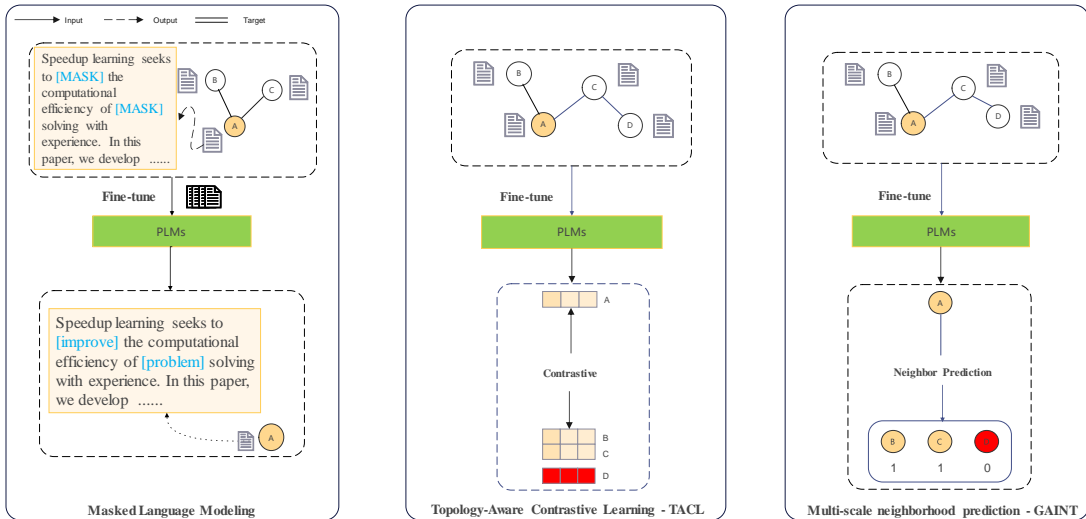 Input
Output
Target
Speedup learning seeks
to [MASK] the
computational
efficiency of [MASK]
solving with
experience. In this
paper, we develop ......
B
C
A
Fine-tune
PLMs
Speedup learning seeks to
[improve] the computational
efficiency of [problem] solving
with experience. In this paper,
we develop ......
A
Masked Language Modeling
B
C
A
D
Fine-tune
PLMs
A
Contrastive
B
C
D
Topology-Aware Contrastive Learning - TACL
B
C
A
D
Fine-tune
PLMs
A
Neighbor Prediction
B
C
D
1
1
0
Multi-scale neighborhood prediction - GAINT